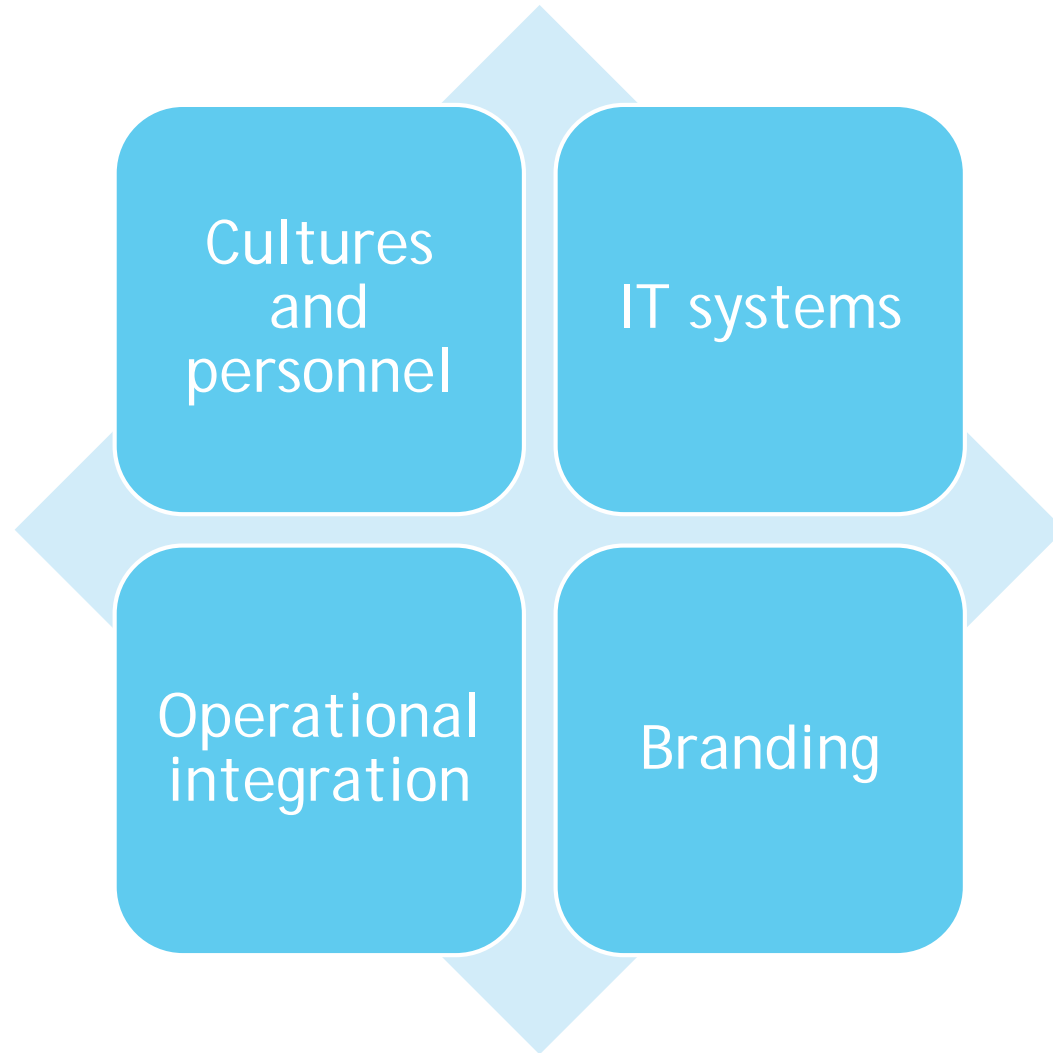 Cultures
and
personnel
IT systems
Operational
integration
Branding